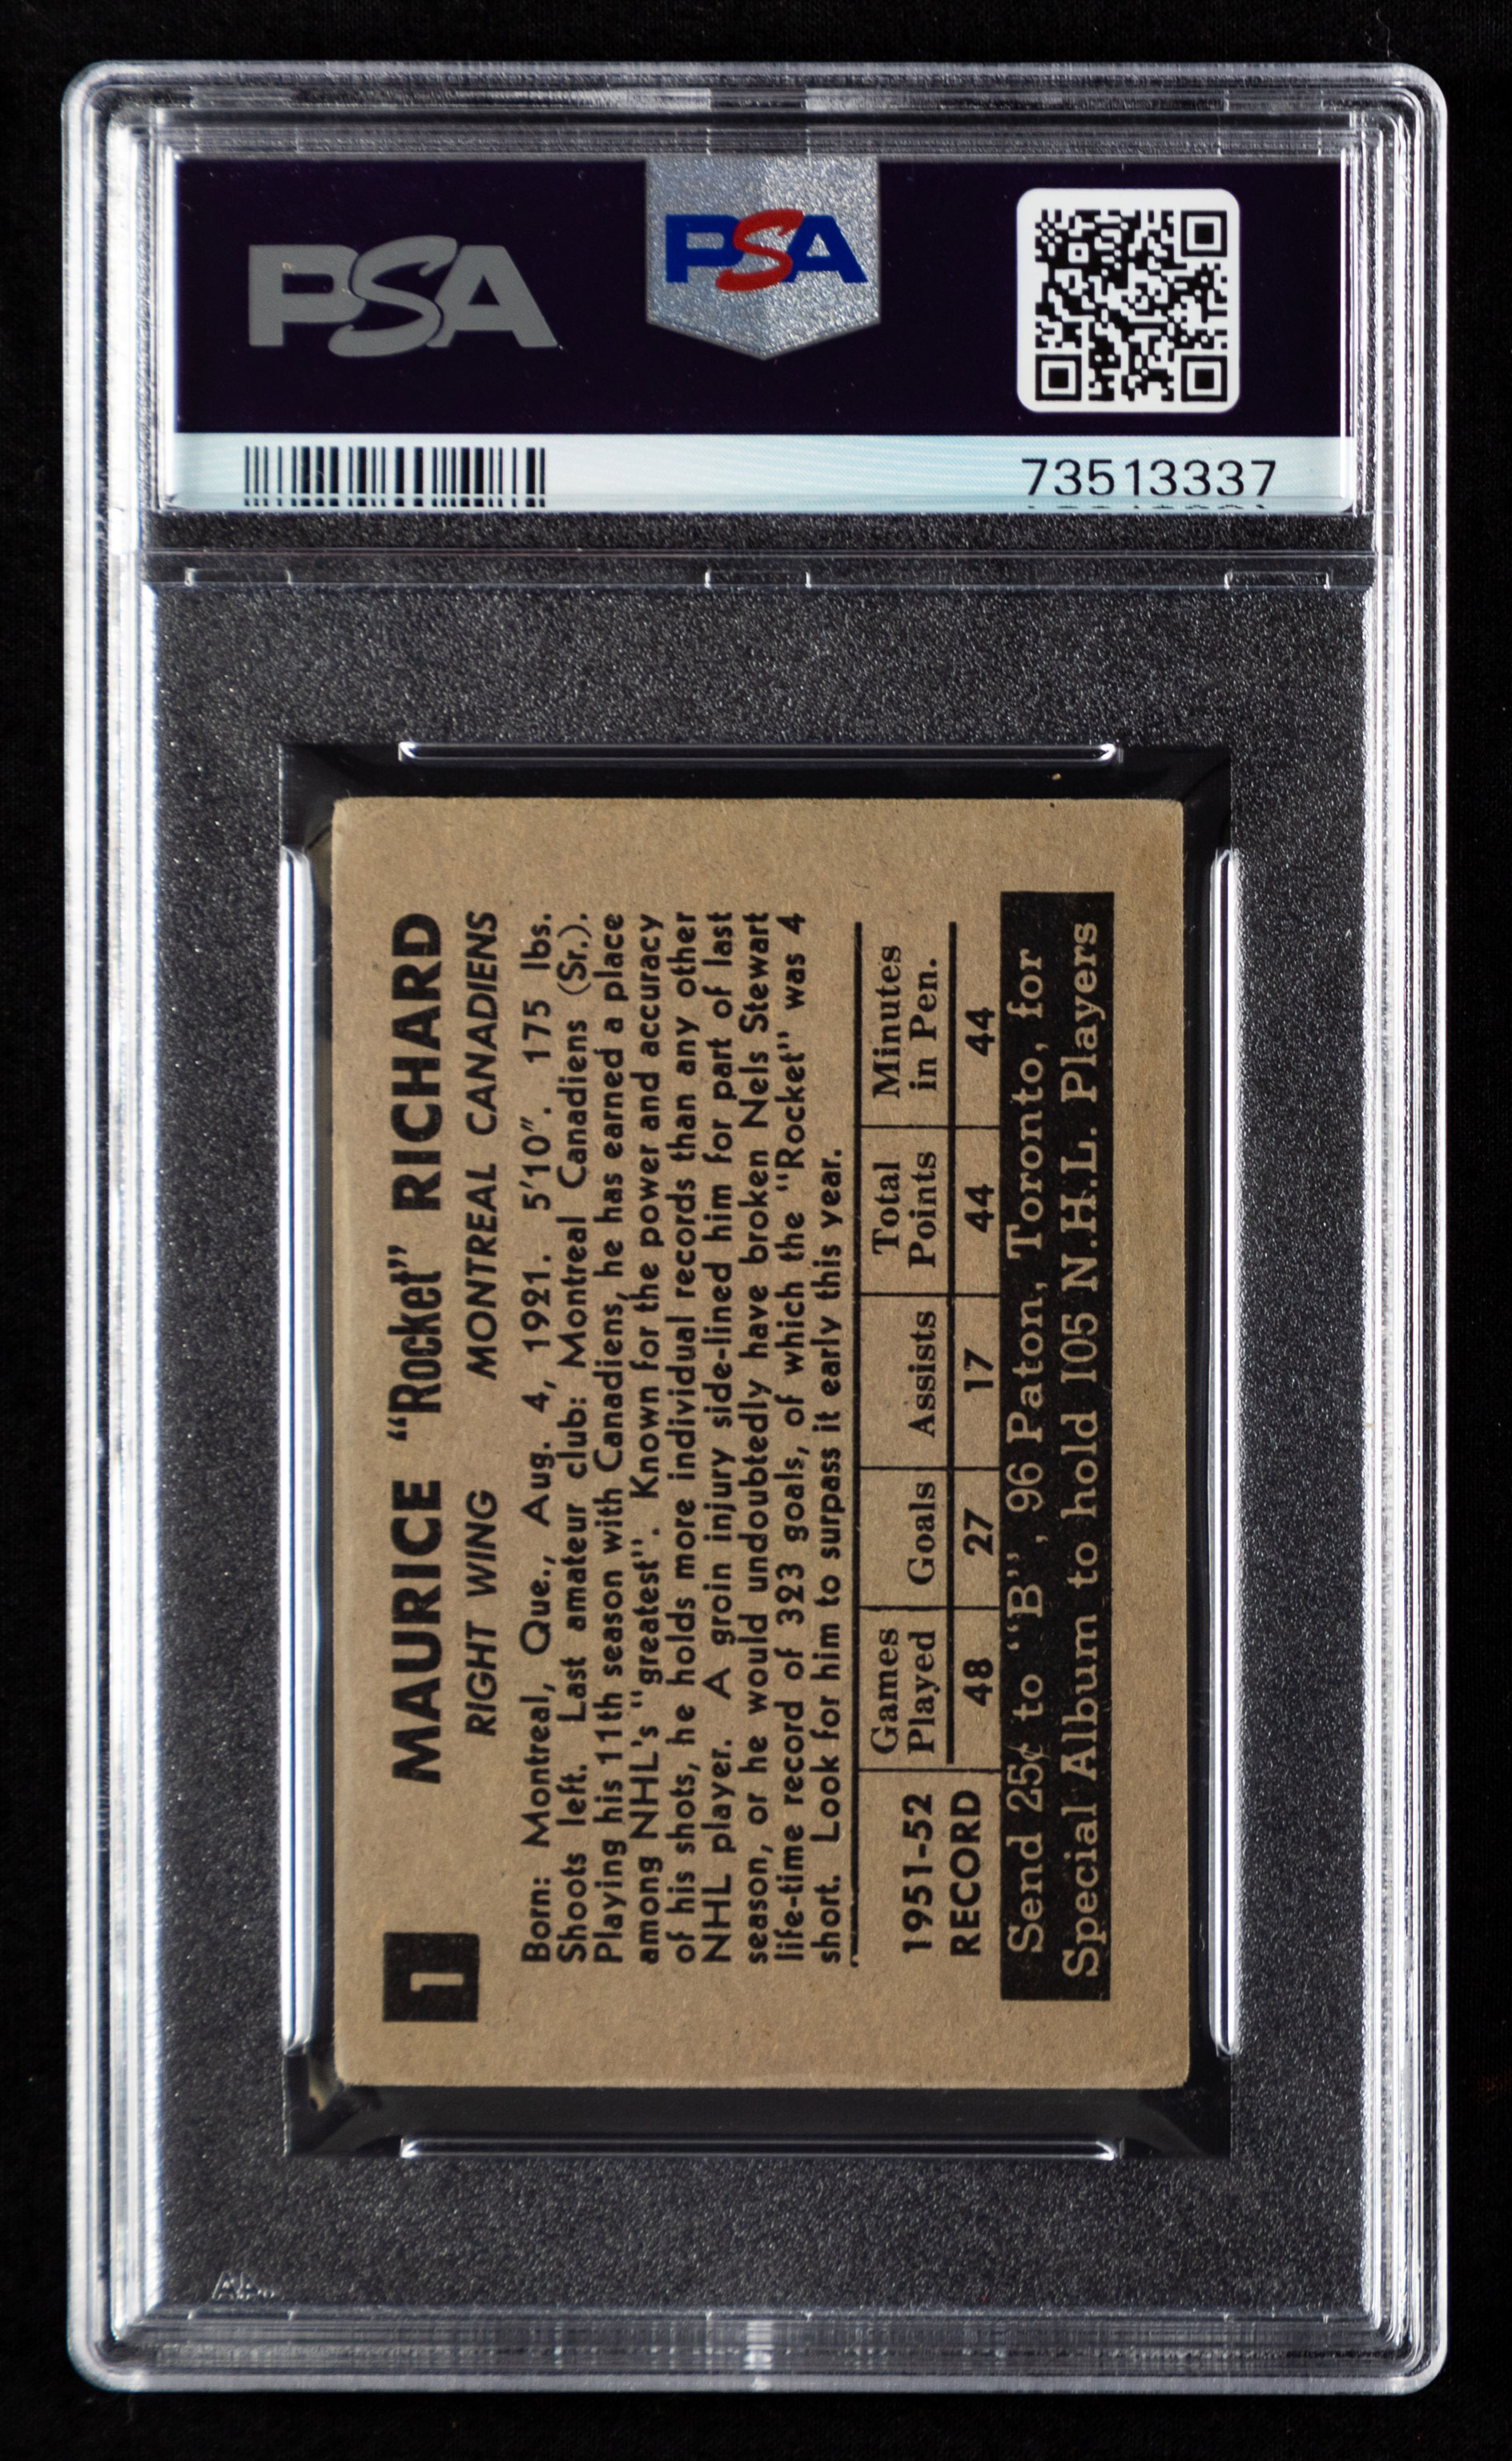 PSA
PSA
73513337
1
MAURICE "Rocket" RICHARD
RIGHT WING MONTREAL CANADIENS
Born: Montreal, Que., Aug. 4, 1921. 5'10". 175 lbs.
Shoots left. Last amateur club: Montreal Canadiens (Sr.).
Playing his 11th season with Canadiens, he has earned a place
among NHL's "greatest". Known for the power and accuracy
of his shots, he holds more individual records than any other
NHL player. A groin injury side-lined him for part of last
season, or he would undoubtedly have broken Nels Stewart
life-time record of 323 goals, of which the "Rocket" was 4
short. Look for him to surpass it early this year.
1951-52 RECORD
Games Played Goals Assists Total Points Minutes in Pen.
48 27 17 44 44
Send 25¢ to "B", 96 Paton, Toronto, for
Special Album to hold 105 N.H.L. Players